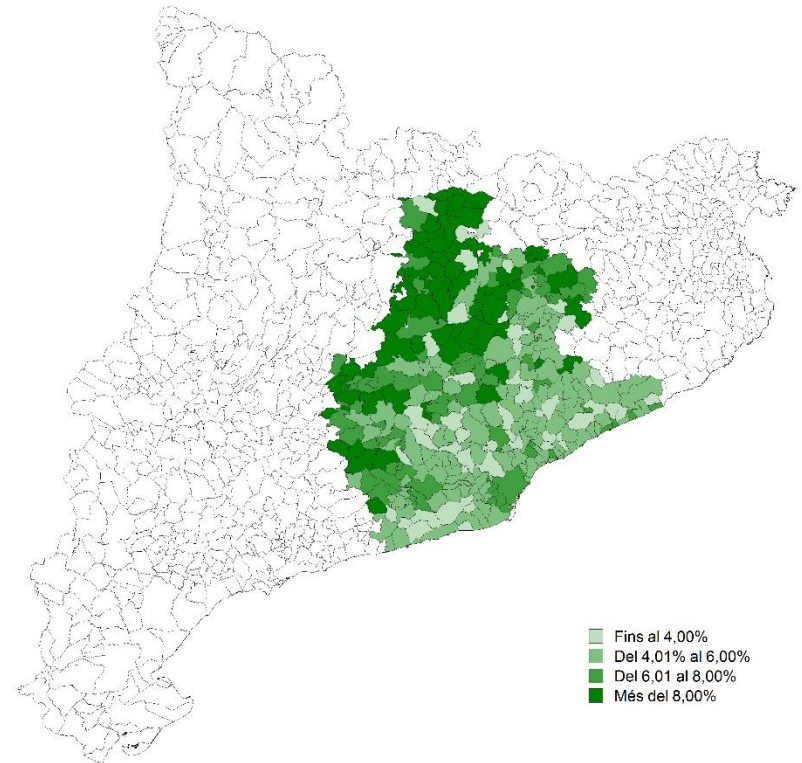 Fins al 4,00%
Del 4,01% al 6,00%
Del 6,01 al 8,00%
Més del 8,00%